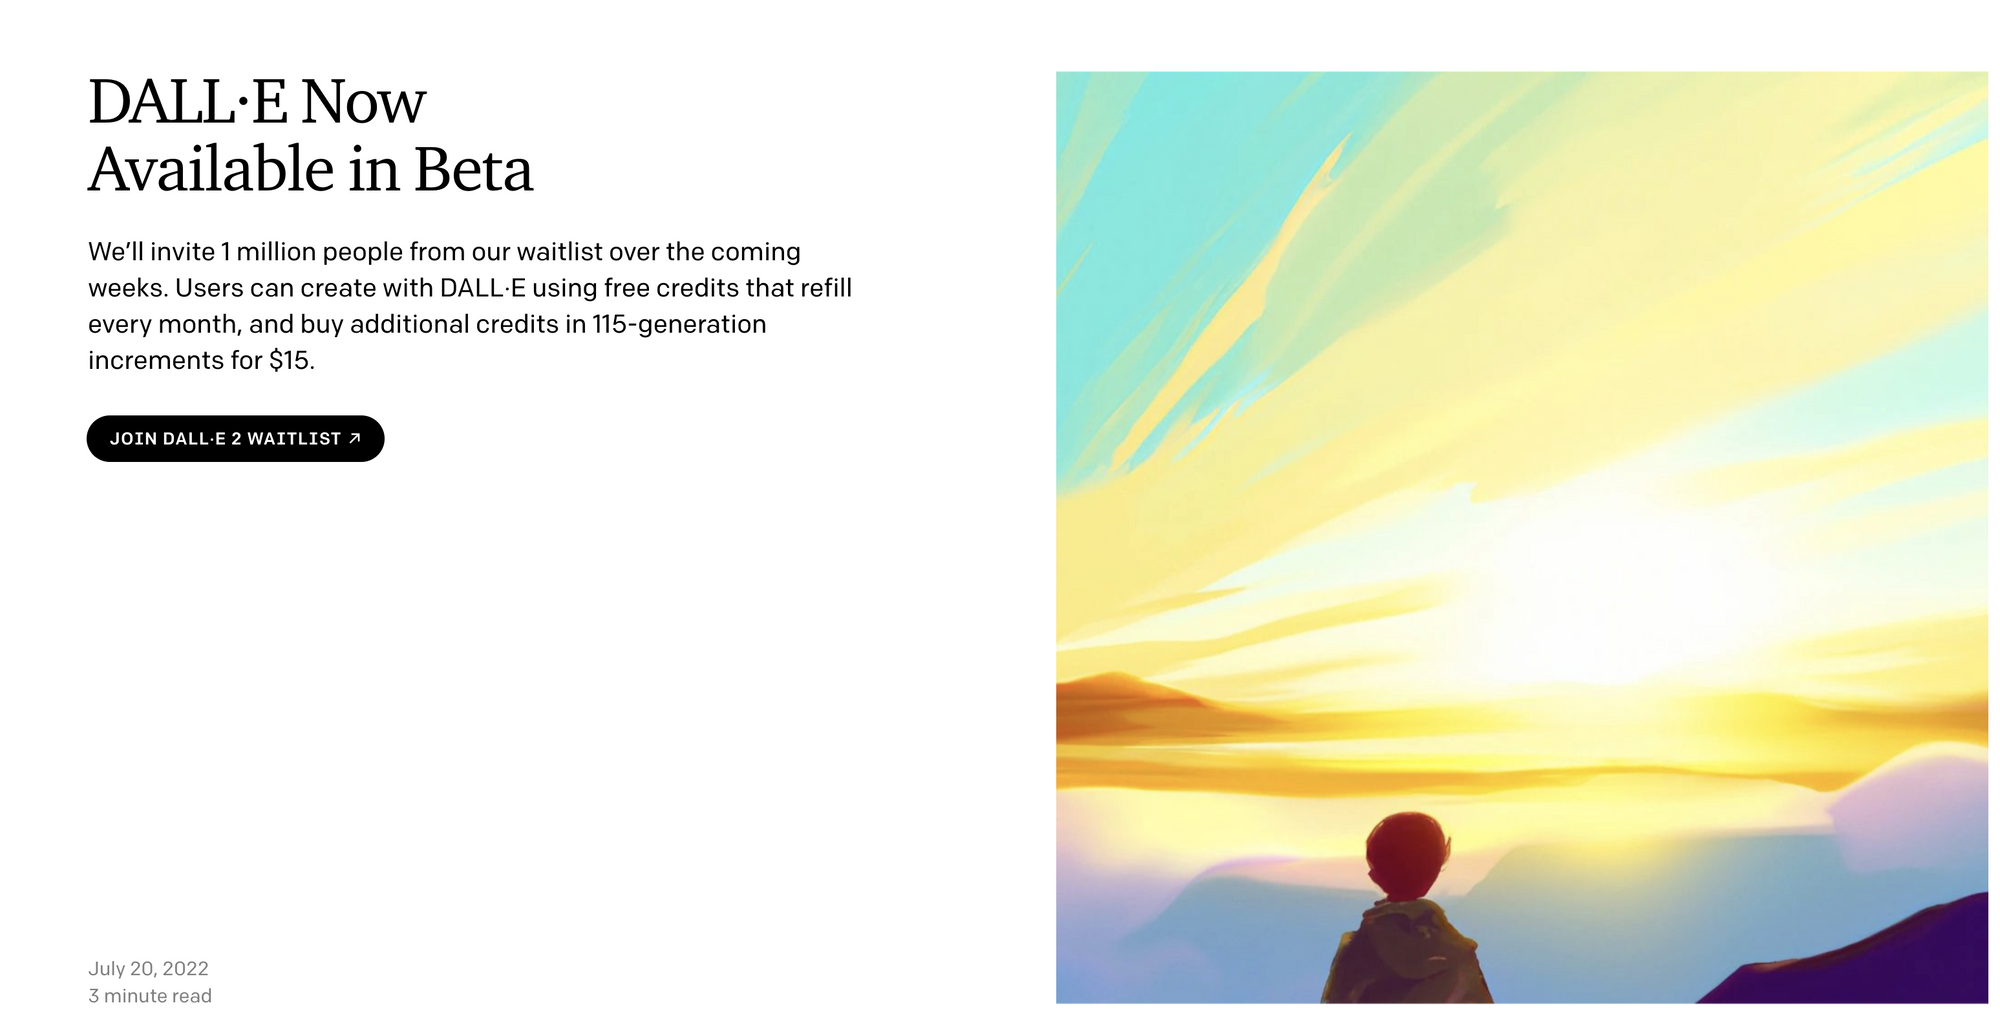 DALL·E Now
Available in Beta
We’ll invite 1 million people from our waitlist over the coming
weeks. Users can create with DALL·E using free credits that refill
every month, and buy additional credits in 115-generation
increments for $15.
JOIN DALL·E 2 WAITLIST ↗
July 20, 2022
3 minute read